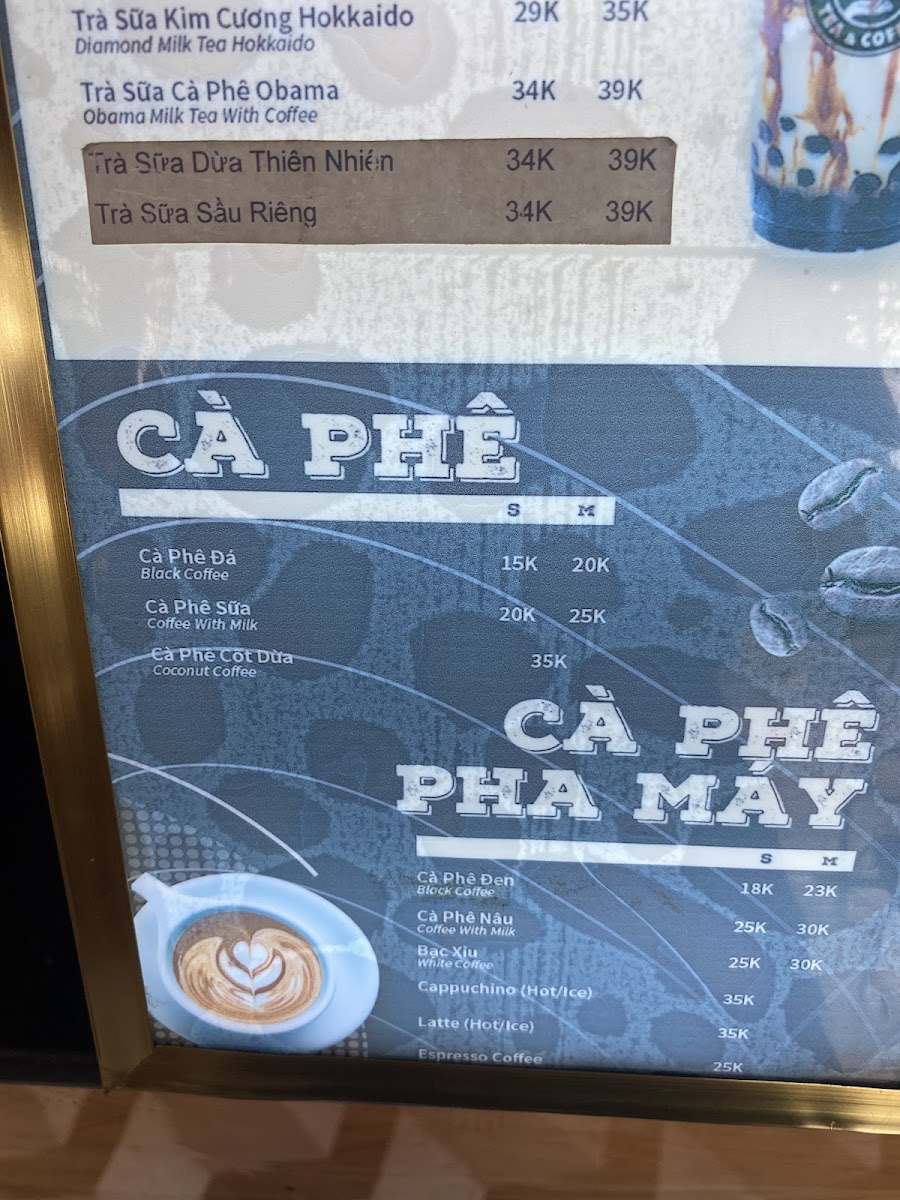 Trà Sữa Kim Cương Hokkaido 29K 35K
Diamond Milk Tea Hokkaido
Trà Sữa Cà Phê Obama 34K 39K
Obama Milk Tea With Coffee
Trà Sữa Dừa Thiên Nhiên 34K 39K
Trà Sữa Sầu Riêng 34K 39K
TEA & COFFEE
CÀ PHÊ
S M
Cà Phê Đá 15K 20K
Black Coffee
Cà Phê Sữa 20K 25K
Coffee With Milk
Cà Phê Cốt Dừa 35K
Coconut Coffee
CÀ PHÊ
PHA MÁY
S M
Cà Phê Đen 18K 23K
Black Coffee
Cà Phê Nâu 25K 30K
Coffee With Milk
Bạc Xỉu 25K 30K
White Coffee
Cappuchino (Hot/Ice) 35K
Latte (Hot/Ice) 35K
Espresso Coffee 25K